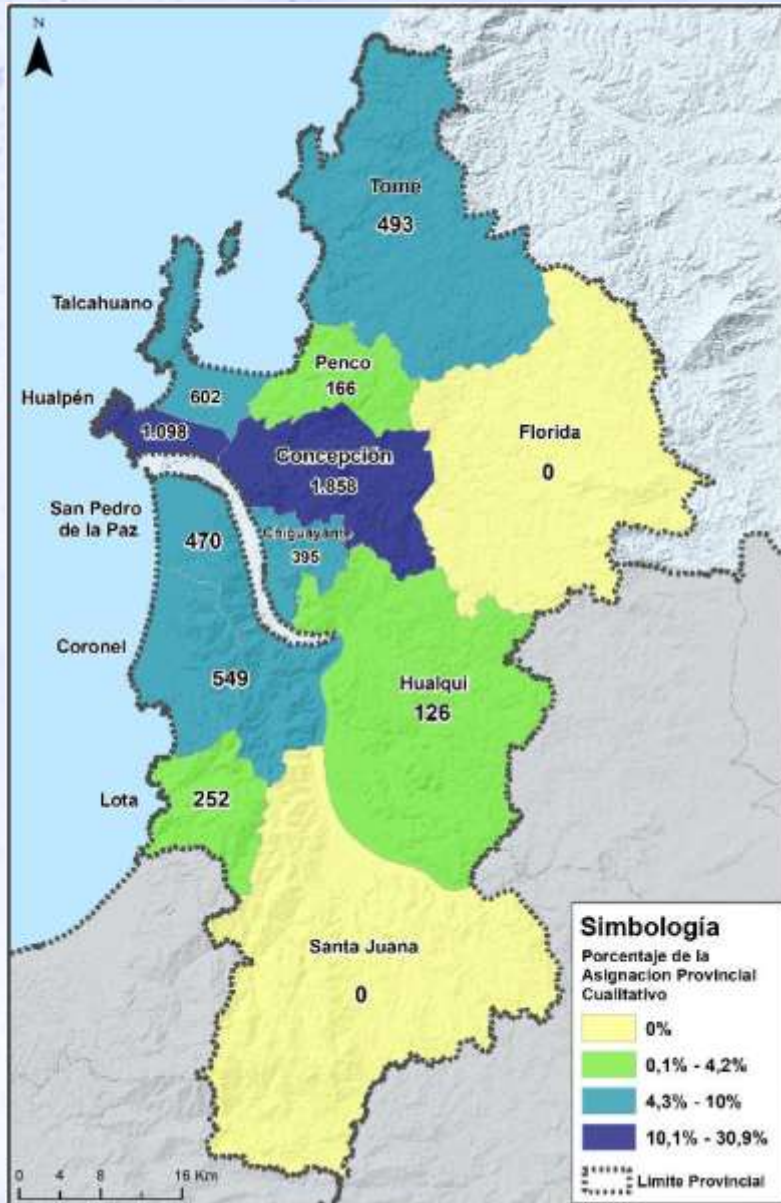 N
Tomé
493
Talcahuano
Penco
166
Hualpén
602
1.098
Florida
0
Concepción
1.858
San Pedro
de la Paz
470
Chiguayante
395
Coronel
549
Hualqui
126
Lota
252
Santa Juana
0
Simbología
Porcentaje de la
Asignacion Provincial
Cualitativo
0%
0,1% - 4,2%
4,3% - 10%
10,1% - 30,9%
Limite Provincial
0 4 8 16 Km